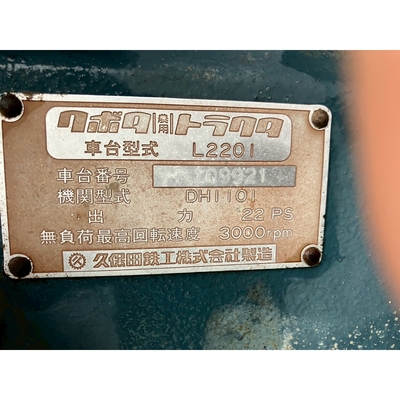 クボタ農用トラクタ
車台型式 L2201
車台番号 109921
機関型式 DH1101
出力 22 PS
無負荷最高回転速度 3000rpm
久保田鉄工株式会社製造